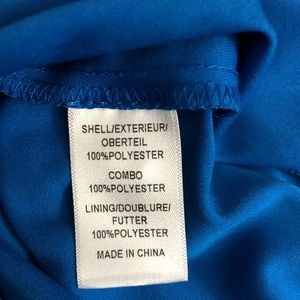 SHELL/EXTERIEUR/
OBERTEIL
100%POLYESTER
COMBO
100%POLYESTER
LINING/DOUBLURE/
FUTTER
100%POLYESTER
MADE IN CHINA